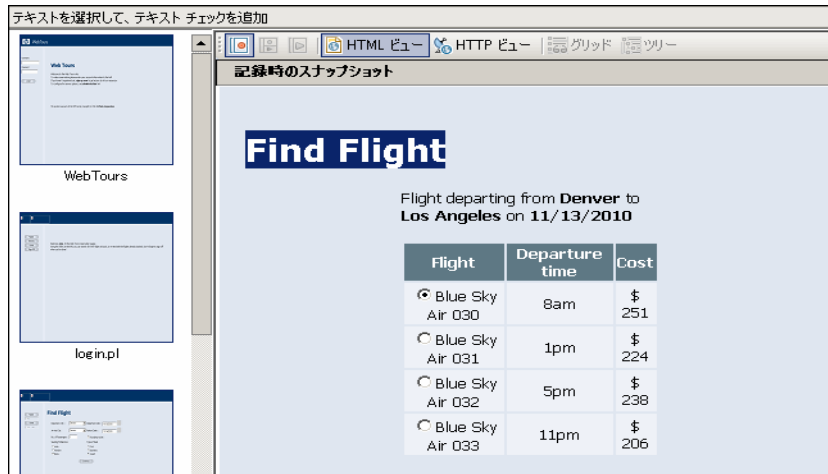 テキストを選択して、テキスト チェックを追加
HTML ビュー HTTP ビュー グリッド ツリー
記録時のスナップショット
Web Tours
WebTours
login.pl
Find Flight
Find Flight
Flight departing from Denver to
Los Angeles on 11/13/2010
Flight Departure time Cost
Blue Sky Air 030 8am $ 251
Blue Sky Air 031 1pm $ 224
Blue Sky Air 032 5pm $ 238
Blue Sky Air 033 11pm $ 206